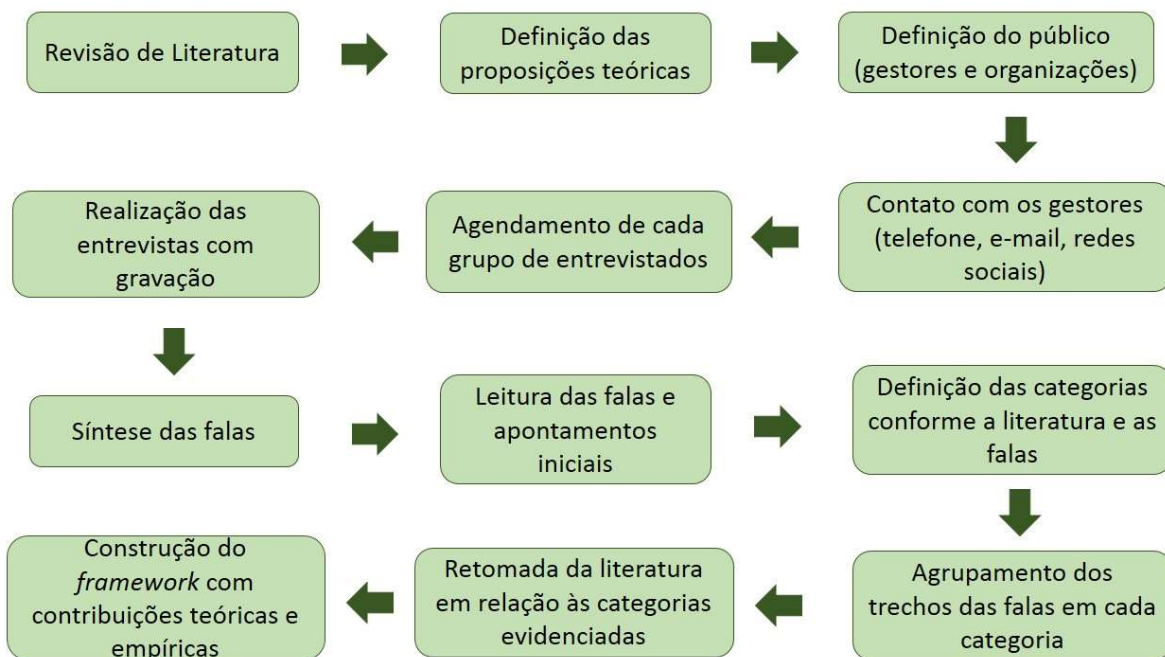 Revisão de Literatura
Definição das
proposições teóricas
Definição do público
(gestores e organizações)
Contato com os gestores
(telefone, e-mail, redes
sociais)
Agendamento de cada
grupo de entrevistados
Realização das
entrevistas com
gravação
Síntese das falas
Leitura das falas e
apontamentos
iniciais
Definição das categorias
conforme a literatura e as
falas
Agrupamento dos
trechos das falas em cada
categoria
Retomada da literatura
em relação às categorias
evidenciadas
Construção do
framework com
contribuições teóricas e
empíricas